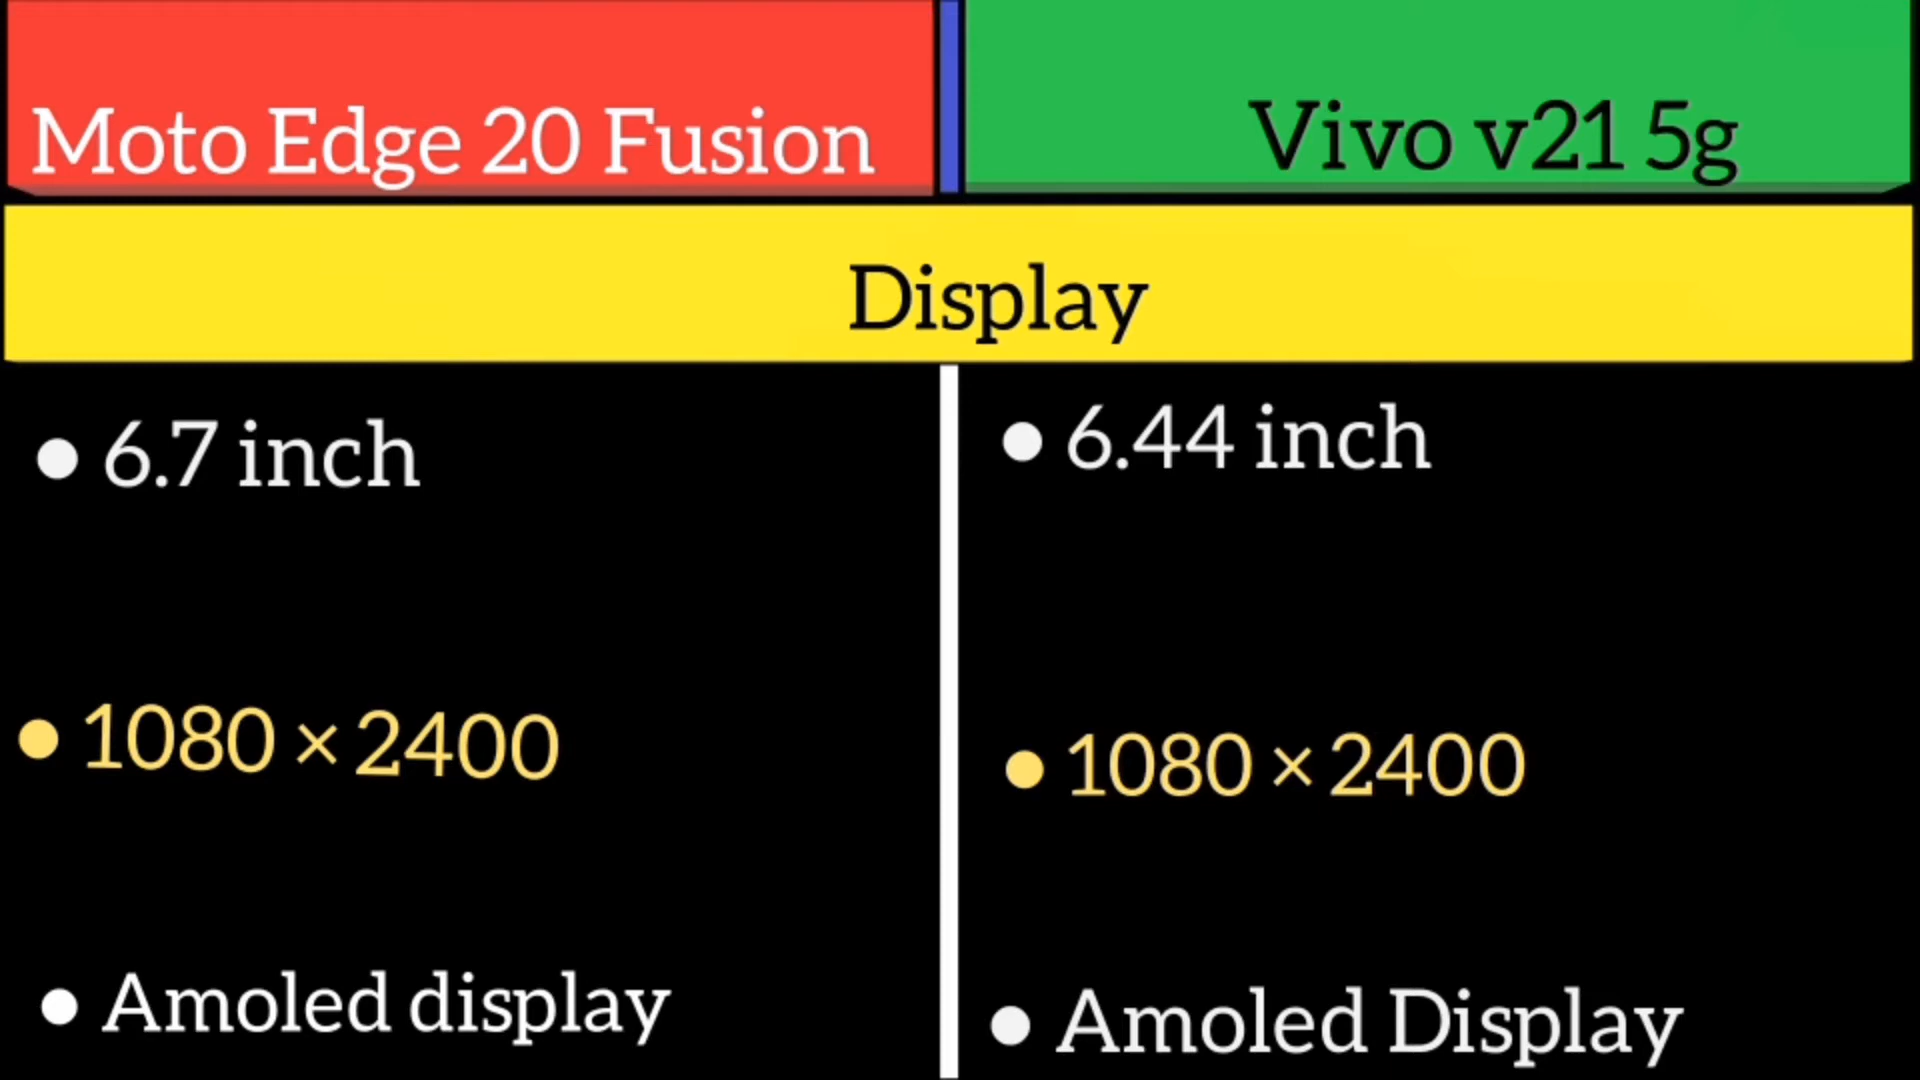 Moto Edge 20 Fusion
Vivo v21 5g
Display
• 6.7 inch
• 6.44 inch
• 1080 × 2400
• 1080 × 2400
• Amoled display
• Amoled Display